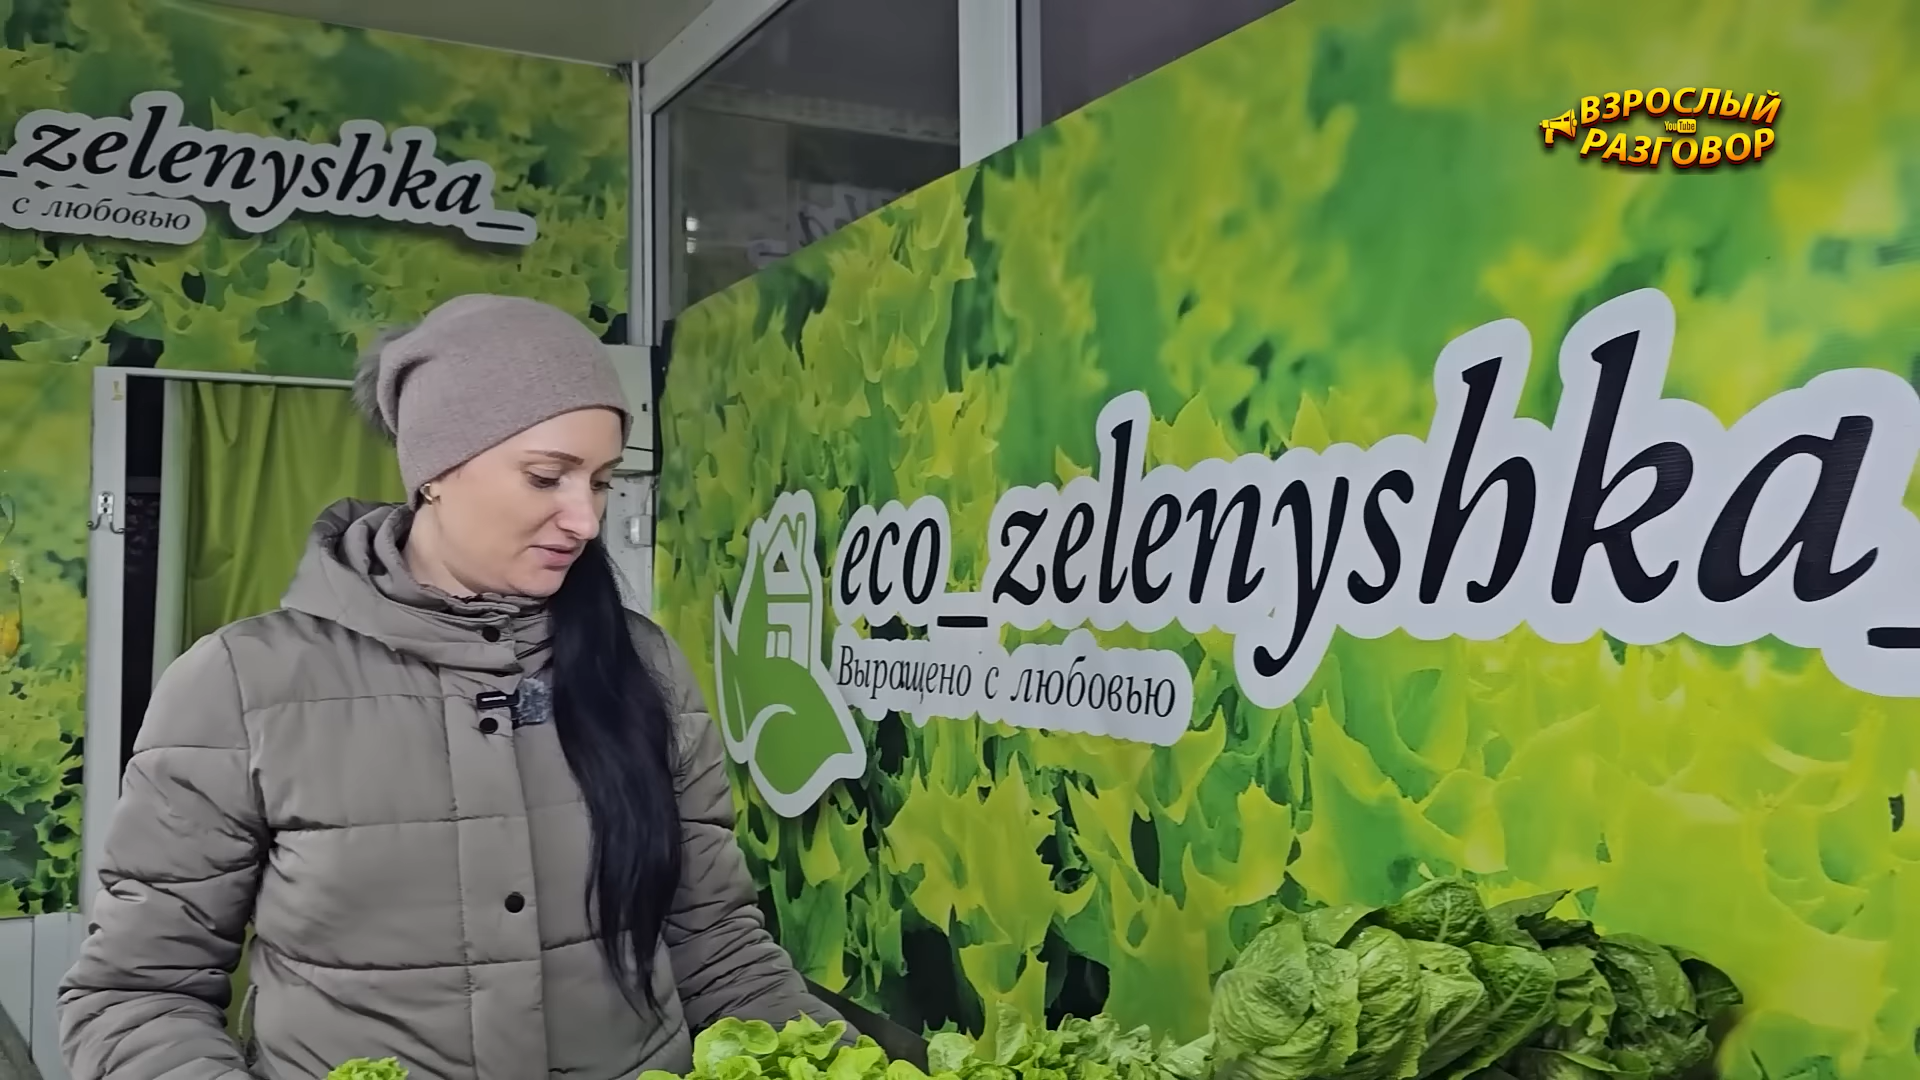 _zelenyshka_
с любовью
ВЗРОСЛЫЙ
YouTube
РАЗГОВОР
eco_zelenyshka_
Выращено с любовью